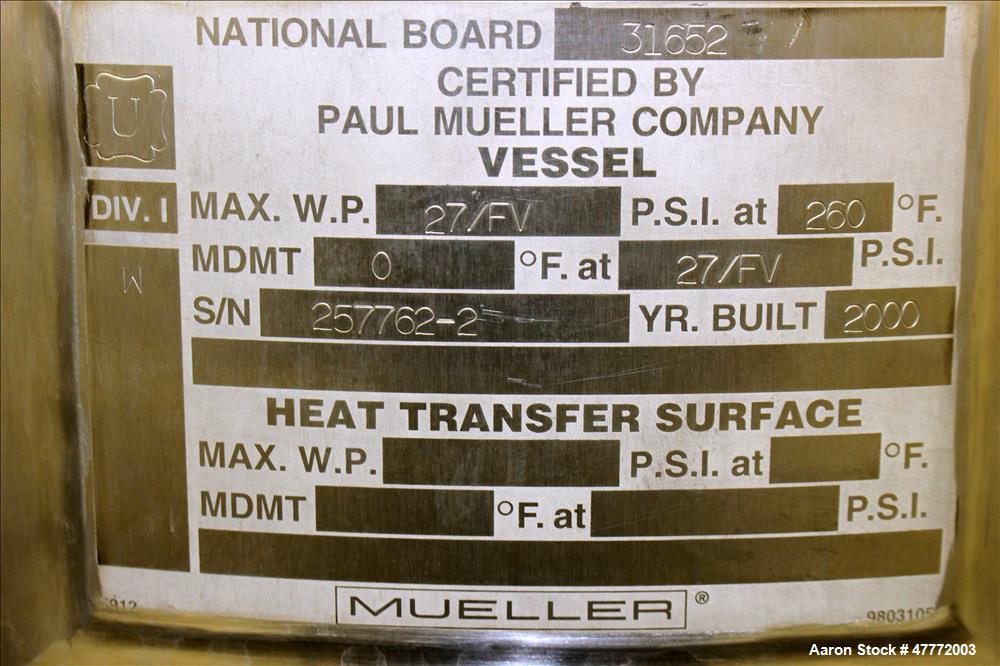 NATIONAL BOARD 31652
CERTIFIED BY
PAUL MUELLER COMPANY
U
VESSEL
DIV. I MAX. W.P. 27/FV P.S.I. at 260 °F.
MDMT 0 °F. at 27/FV P.S.I.
W
S/N 257762-2 YR. BUILT 2000
HEAT TRANSFER SURFACE
MAX. W.P. P.S.I. at °F.
MDMT °F. at P.S.I.
MUELLER®
Aaron Stock # 47772003